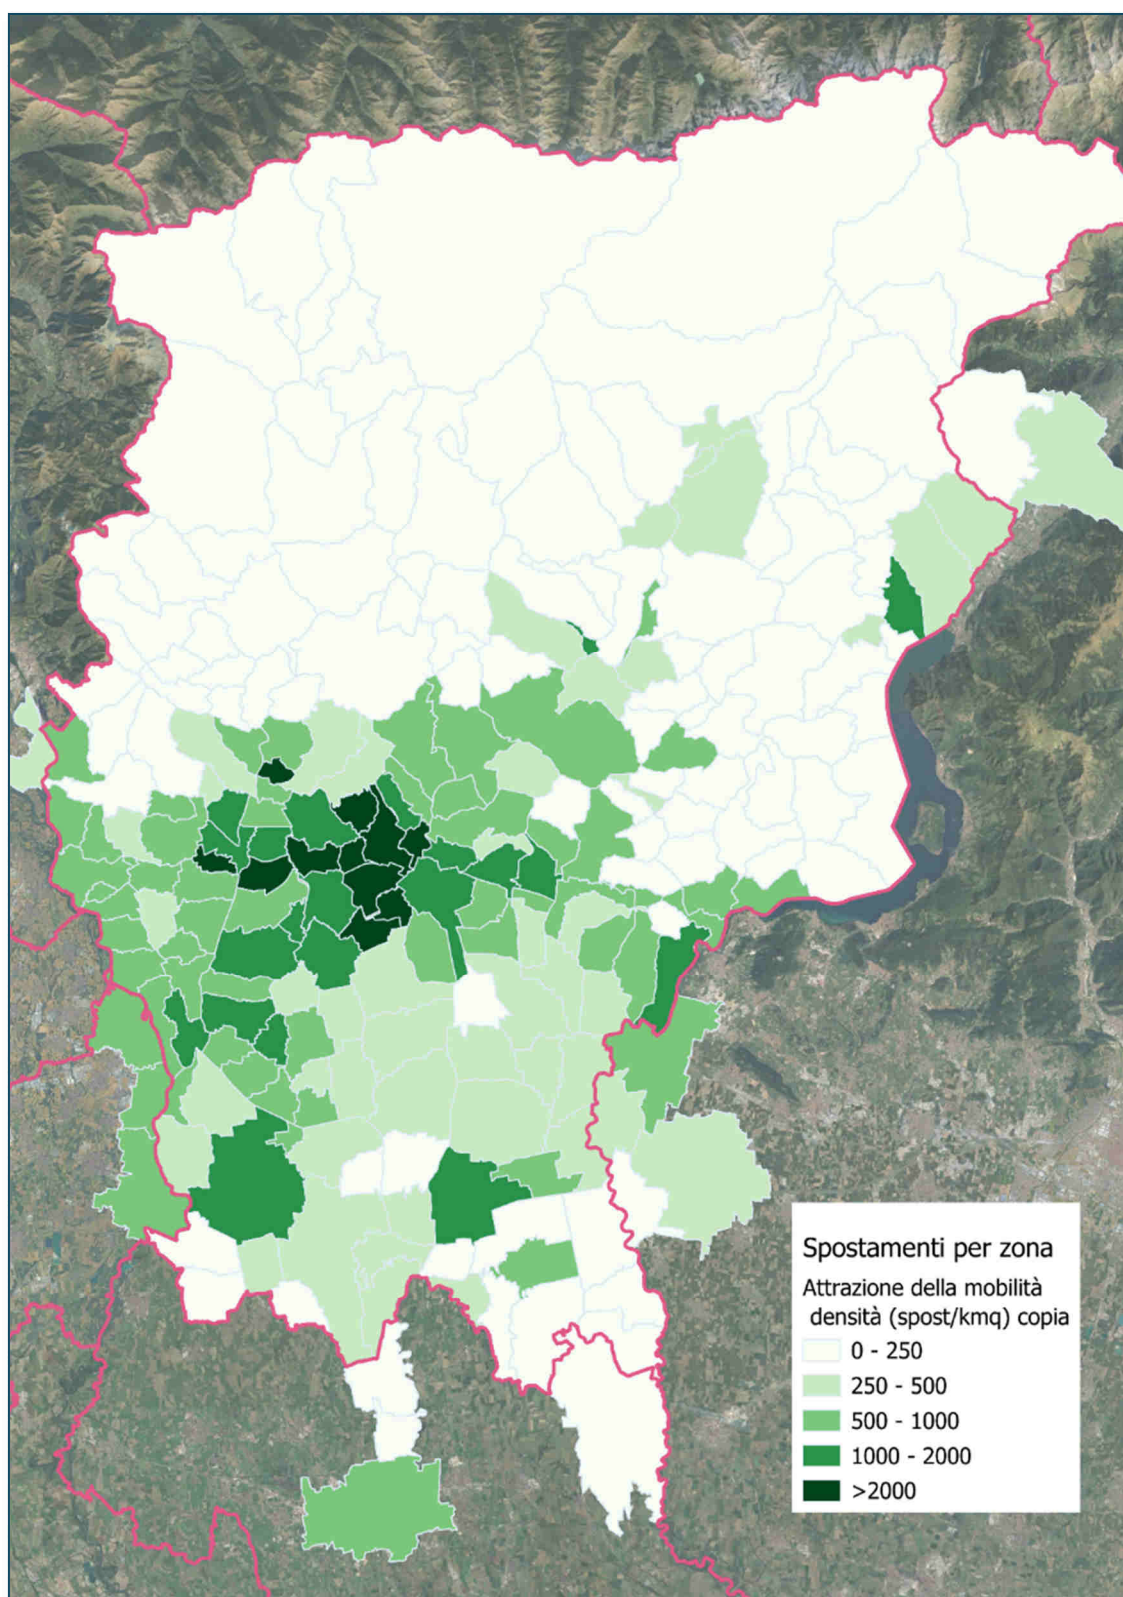 Spostamenti per zona
Attrazione della mobilità
densità (spost/kmq) copia
0 - 250
250 - 500
500 - 1000
1000 - 2000
>2000